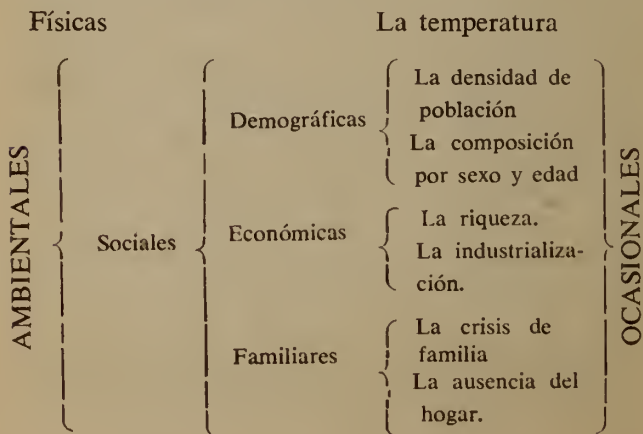 Físicas La temperatura
AMBIENTALES
Sociales
Demográficas
La densidad de
población
La composición
por sexo y edad
Económicas
La riqueza.
La industrializa-
ción.
Familiares
La crisis de
familia
La ausencia del
hogar.
OCASIONALES